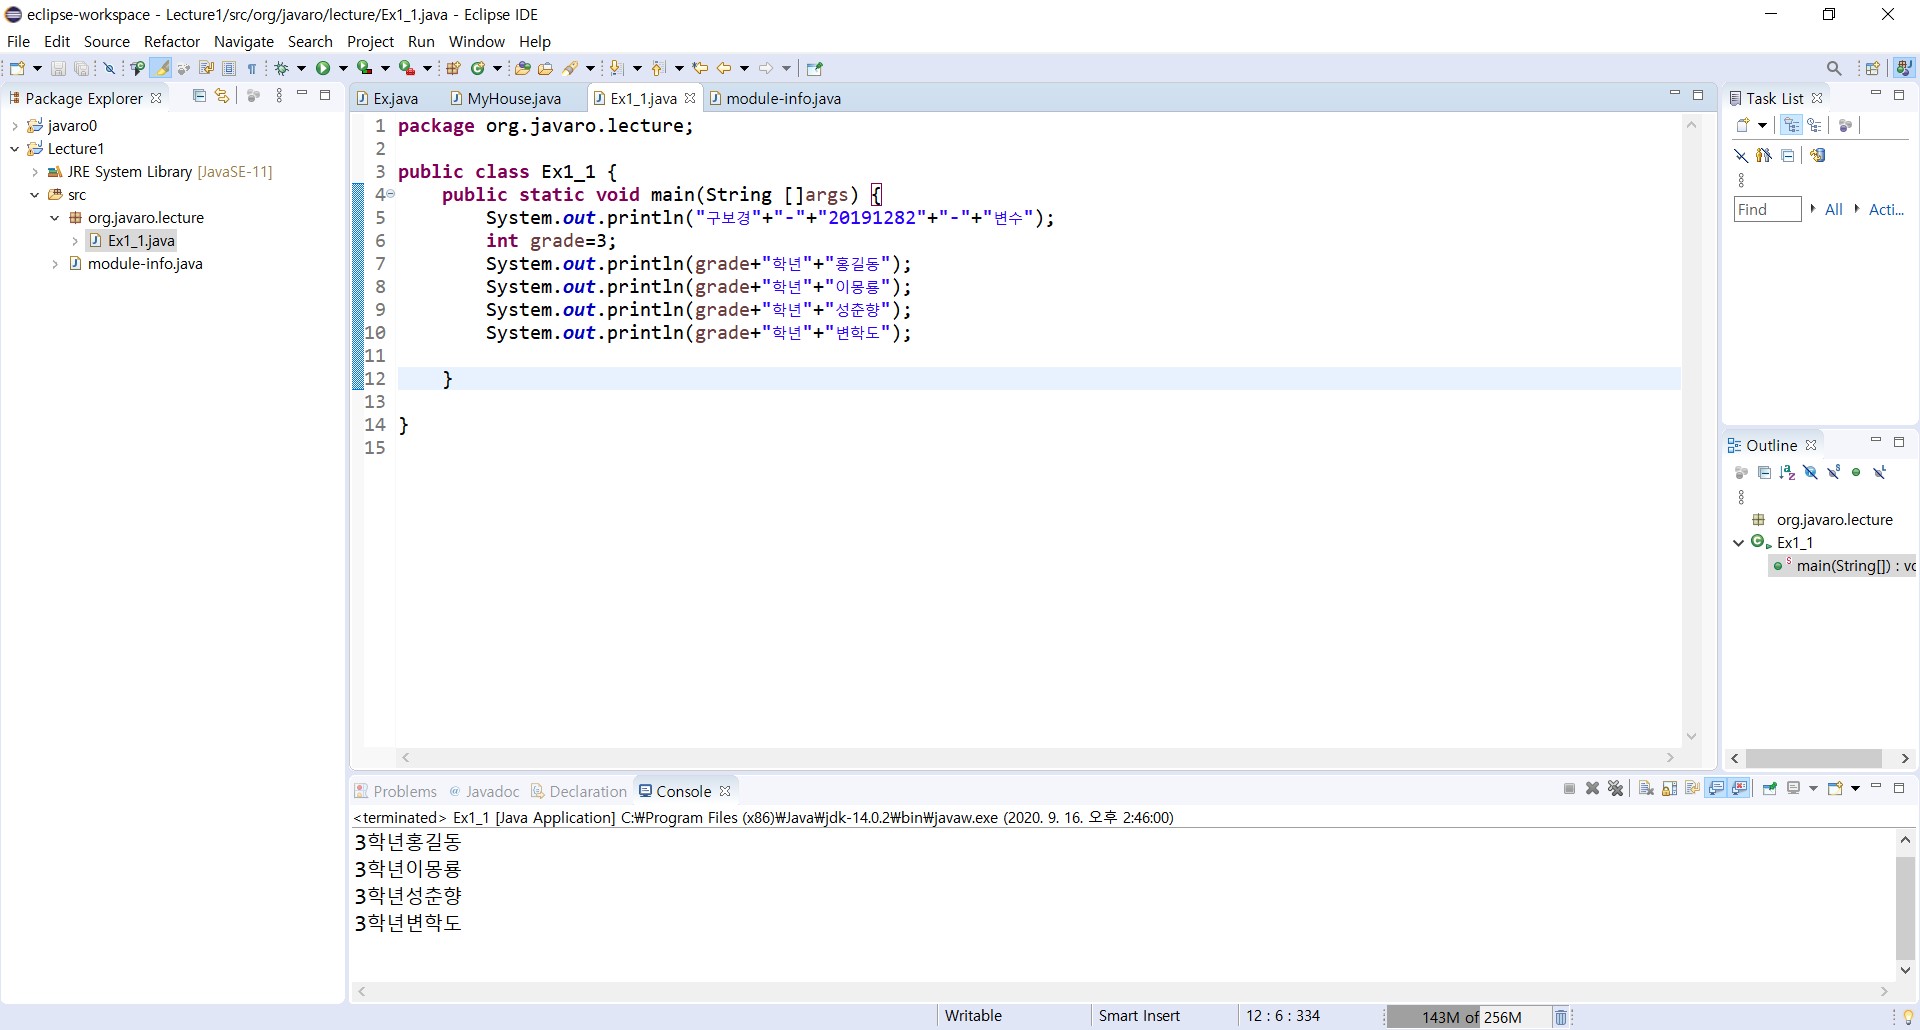 eclipse-workspace - Lecture1/src/org/javaro/lecture/Ex1_1.java - Eclipse IDE
File Edit Source Refactor Navigate Search Project Run Window Help
Package Explorer
javaro0
Lecture1
JRE System Library [JavaSE-11]
src
org.javaro.lecture
Ex1_1.java
module-info.java
Ex.java MyHouse.java Ex1_1.java module-info.java
1 package org.javaro.lecture;
2
3 public class Ex1_1 {
4 public static void main(String []args) {
5 System.out.println("구보경"+"-"+"20191282"+"-"+"변수");
6 int grade=3;
7 System.out.println(grade+"학년"+"홍길동");
8 System.out.println(grade+"학년"+"이몽룡");
9 System.out.println(grade+"학년"+"성춘향");
10 System.out.println(grade+"학년"+"변학도");
11
12 }
13
14 }
15
Task List
Find All Acti...
Outline
org.javaro.lecture
Ex1_1
main(String[]) : vo
Problems Javadoc Declaration Console
<terminated> Ex1_1 [Java Application] C:₩Program Files (x86)₩Java₩jdk-14.0.2₩bin₩javaw.exe (2020. 9. 16. 오후 2:46:00)
3학년홍길동
3학년이몽룡
3학년성춘향
3학년변학도
Writable Smart Insert 12 : 6 : 334 143M of 256M